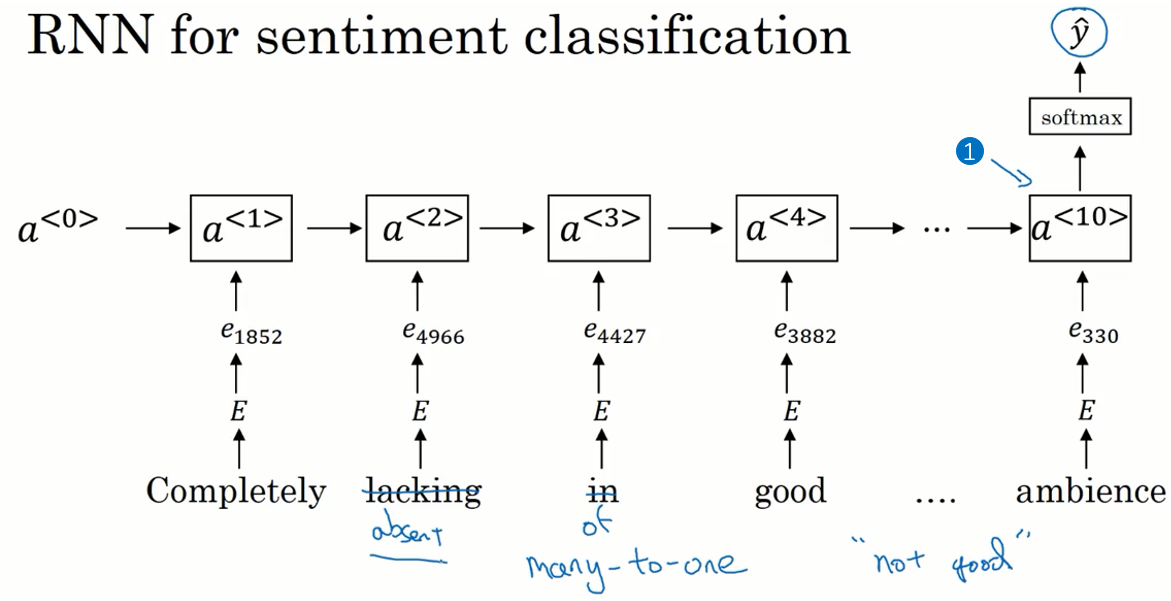 RNN for sentiment classification
ŷ
softmax
1
a<0> a<1> a<2> a<3> a<4> ... a<10>
e1852 e4966 e4427 e3882 e330
E E E E E
Completely lacking in good .... ambience
absent of
many-to-one "not good"